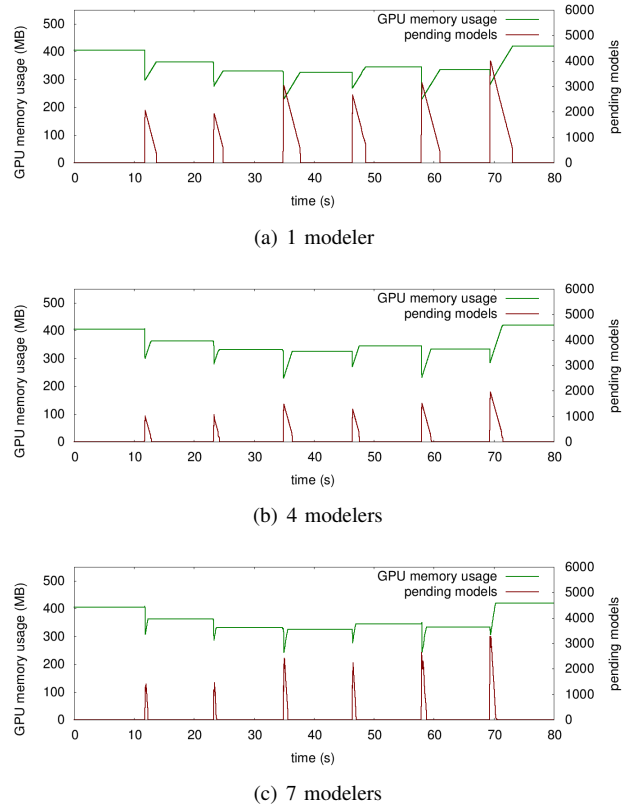 GPU memory usage
pending models
GPU memory usage (MB)
500
400
300
200
100
0
6000
5000
4000
3000
2000
1000
0
pending models
0 10 20 30 40 50 60 70 80
time (s)
(a) 1 modeler
GPU memory usage
pending models
GPU memory usage (MB)
500
400
300
200
100
0
6000
5000
4000
3000
2000
1000
0
pending models
0 10 20 30 40 50 60 70 80
time (s)
(b) 4 modelers
GPU memory usage
pending models
GPU memory usage (MB)
500
400
300
200
100
0
6000
5000
4000
3000
2000
1000
0
pending models
0 10 20 30 40 50 60 70 80
time (s)
(c) 7 modelers